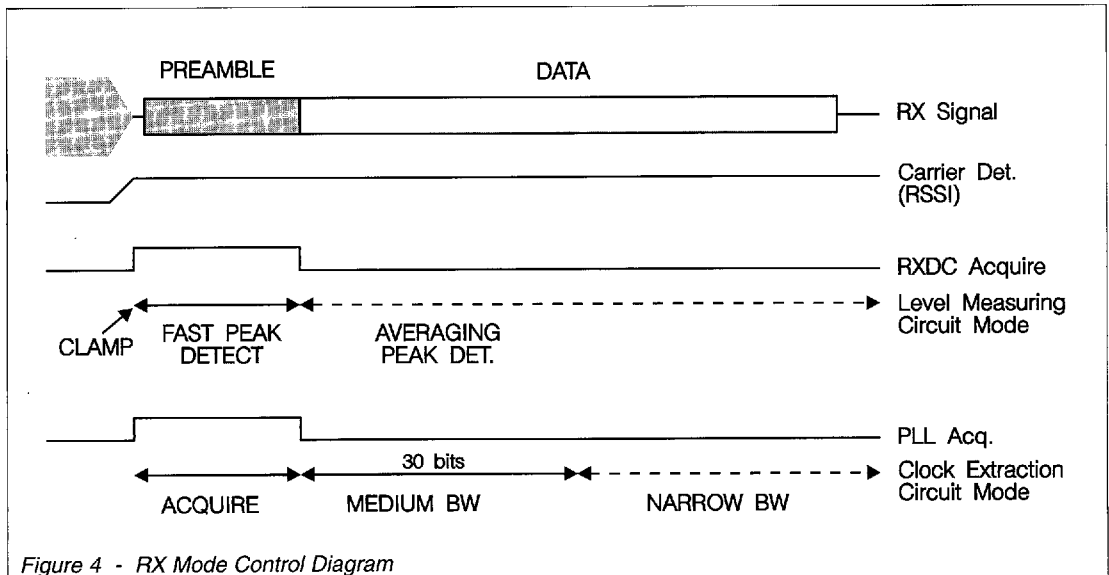 PREAMBLE
DATA
RX Signal
Carrier Det.
(RSSI)
RXDC Acquire
Level Measuring
Circuit Mode
CLAMP
FAST PEAK
DETECT
AVERAGING
PEAK DET.
PLL Acq.
30 bits
Clock Extraction
Circuit Mode
ACQUIRE
MEDIUM BW
NARROW BW
Figure 4 - RX Mode Control Diagram